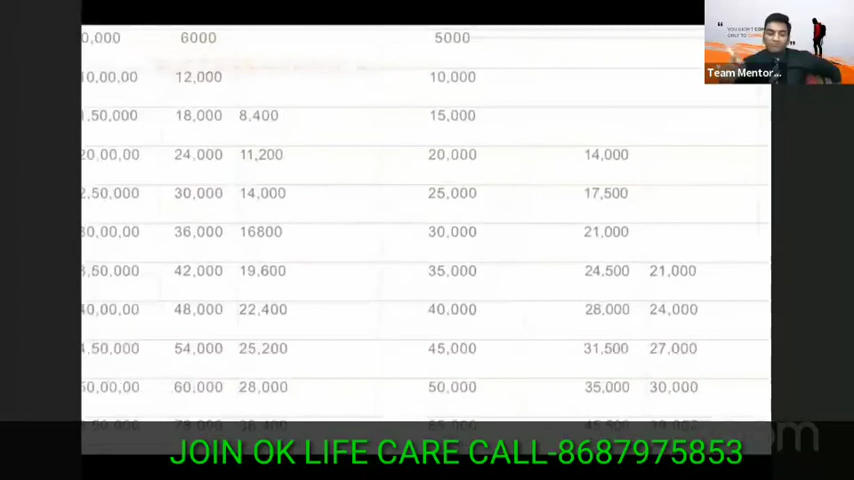 0,000 6000 5000
10,00,00 12,000 10,000
1,50,000 18,000 8,400 15,000
20,00,00 24,000 11,200 20,000 14,000
2,50,000 30,000 14,000 25,000 17,500
30,00,00 36,000 16800 30,000 21,000
3,50,000 42,000 19,600 35,000 24,500 21,000
40,00,00 48,000 22,400 40,000 28,000 24,000
4,50,000 54,000 25,200 45,000 31,500 27,000
50,00,00 60,000 28,000 50,000 35,000 30,000
Team Mentor...
JOIN OK LIFE CARE CALL-8687975853